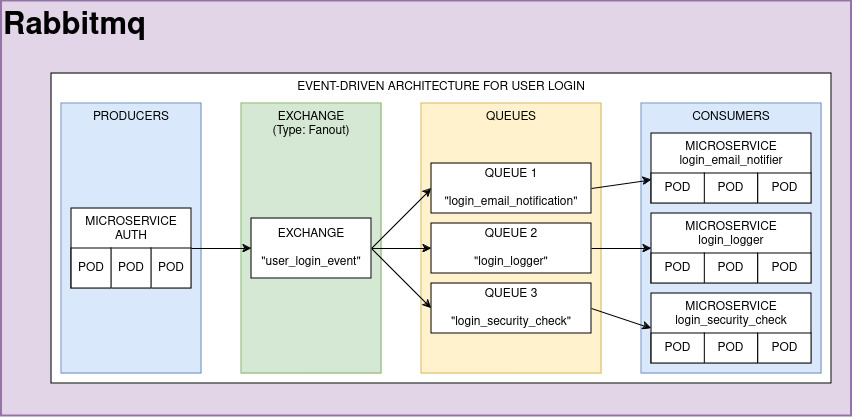 Rabbitmq
EVENT-DRIVEN ARCHITECTURE FOR USER LOGIN
PRODUCERS
MICROSERVICE
AUTH
POD POD POD
EXCHANGE
(Type: Fanout)
EXCHANGE
"user_login_event"
QUEUES
QUEUE 1
"login_email_notification"
QUEUE 2
"login_logger"
QUEUE 3
"login_security_check"
CONSUMERS
MICROSERVICE
login_email_notifier
POD POD POD
MICROSERVICE
login_logger
POD POD POD
MICROSERVICE
login_security_check
POD POD POD